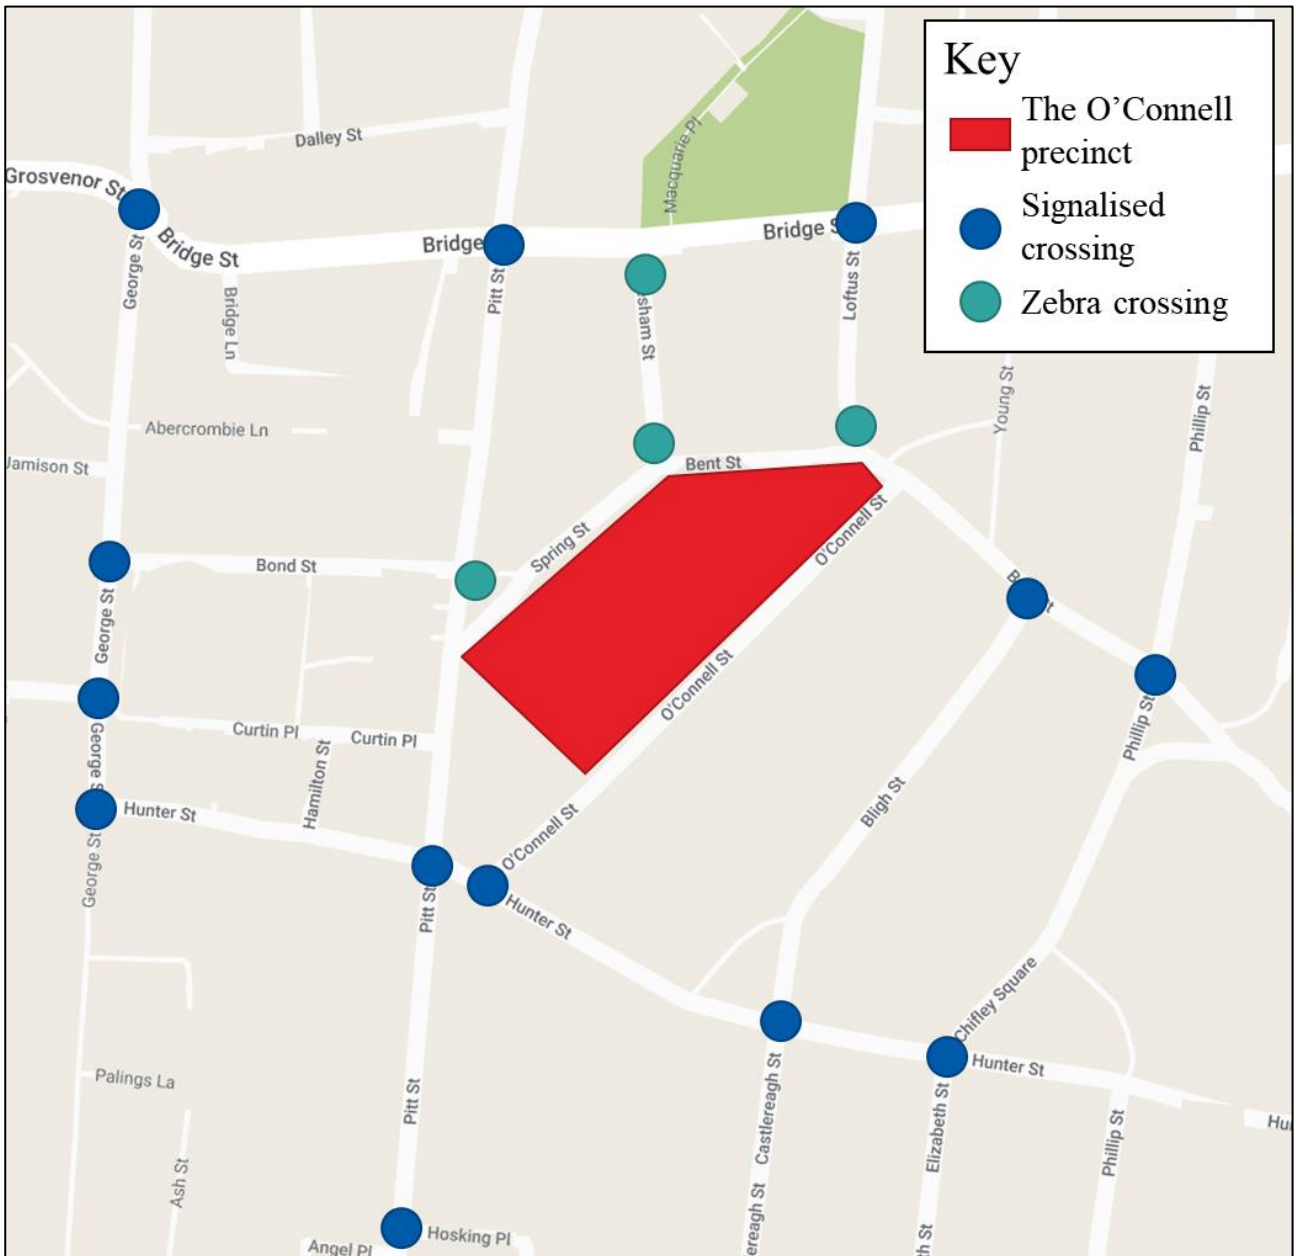 Key
The O’Connell
precinct
Signalised
crossing
Zebra crossing
Dalley St
Macquarie Pl
Grosvenor St
Bridge St
Bridge
Bridge S
George St
Bridge Ln
Pitt St
sham St
Loftus St
Young St
Phillip St
Abercrombie Ln
Jamison St
Bent St
Spring St
O'Connell St
Bond St
George St
O'Connell St
Curtin Pl
Curtin Pl
George S
Hamilton St
Phillip St
Hunter St
Bligh St
O'Connell St
George St
Pitt St
Hunter St
Chifley Square
Hunter St
Palings La
Pitt St
Castlereagh St
Elizabeth St
Phillip St
Hu
Ash St
ereagh St
th St
Hosking Pl
Angel Pl